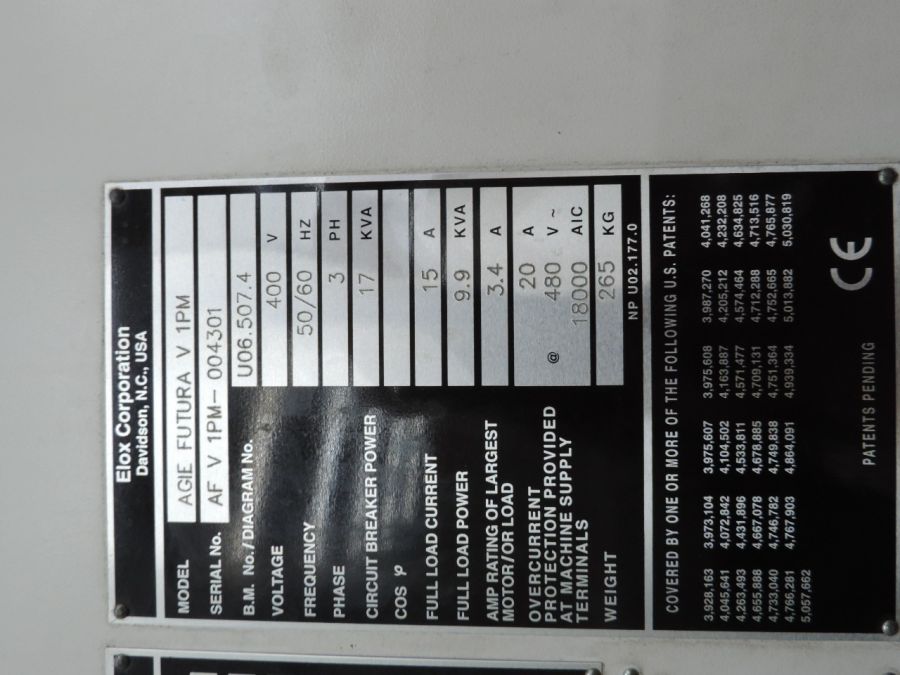 Elox Corporation
Davidson, N.C., USA
MODEL AGIE FUTURA V 1PM
SERIAL No. AF V 1PM- 004301
B.M. No./DIAGRAM No. U06.507.4
VOLTAGE 400 V
FREQUENCY 50/60 HZ
PHASE 3 PH
CIRCUIT BREAKER POWER 17 KVA
COS φ
FULL LOAD CURRENT 15 A
FULL LOAD POWER 9.9 KVA
AMP RATING OF LARGEST
MOTOR/OR LOAD 3.4 A
OVERCURRENT 20 A
PROTECTION PROVIDED
AT MACHINE SUPPLY @ 480 V ~
TERMINALS 18000 AIC
WEIGHT 265 KG
NP U02.177.0
COVERED BY ONE OR MORE OF THE FOLLOWING U.S. PATENTS:
3,928,163 3,973,104 3,975,607 3,975,608 3,987,270 4,041,268
4,045,641 4,072,842 4,104,502 4,163,887 4,205,212 4,232,208
4,263,493 4,431,896 4,533,811 4,571,477 4,574,464 4,634,825
4,655,888 4,667,078 4,678,885 4,709,131 4,712,288 4,713,516
4,733,040 4,746,782 4,749,838 4,751,364 4,752,665 4,765,877
4,766,281 4,767,903 4,864,091 4,939,334 5,013,882 5,030,819
5,057,662
PATENTS PENDING CE